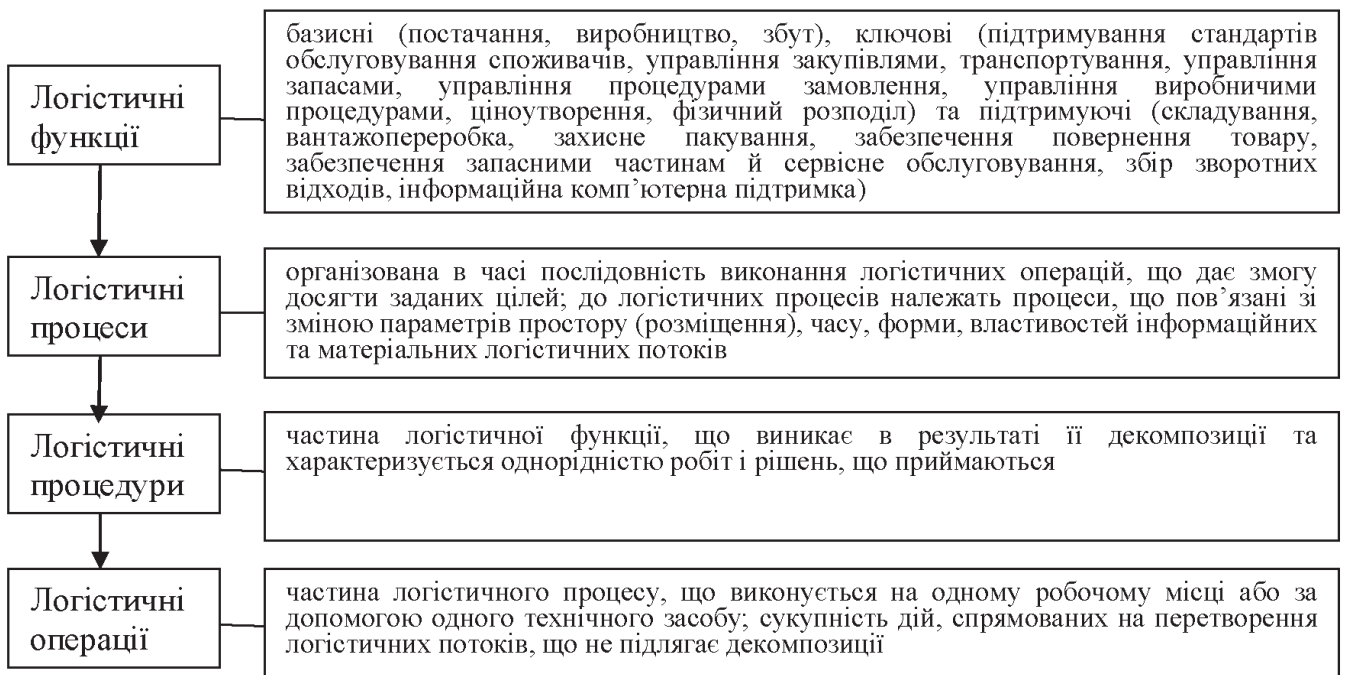 Логістичні
функції
базисні (постачання, виробництво, збут), ключові (підтримування стандартів
обслуговування споживачів, управління закупівлями, транспортування, управління
запасами, управління процедурами замовлення, управління виробничими
процедурами, ціноутворення, фізичний розподіл) та підтримуючі (складування,
вантажопереробка, захисне пакування, забезпечення повернення товару,
забезпечення запасними частинам й сервісне обслуговування, збір зворотних
відходів, інформаційна комп’ютерна підтримка)
Логістичні
процеси
організована в часі послідовність виконання логістичних операцій, що дає змогу
досягти заданих цілей; до логістичних процесів належать процеси, що пов’язані зі
зміною параметрів простору (розміщення), часу, форми, властивостей інформаційних
та матеріальних логістичних потоків
Логістичні
процедури
частина логістичної функції, що виникає в результаті її декомпозиції та
характеризується однорідністю робіт і рішень, що приймаються
Логістичні
операції
частина логістичного процесу, що виконується на одному робочому місці або за
допомогою одного технічного засобу; сукупність дій, спрямованих на перетворення
логістичних потоків, що не підлягає декомпозиції